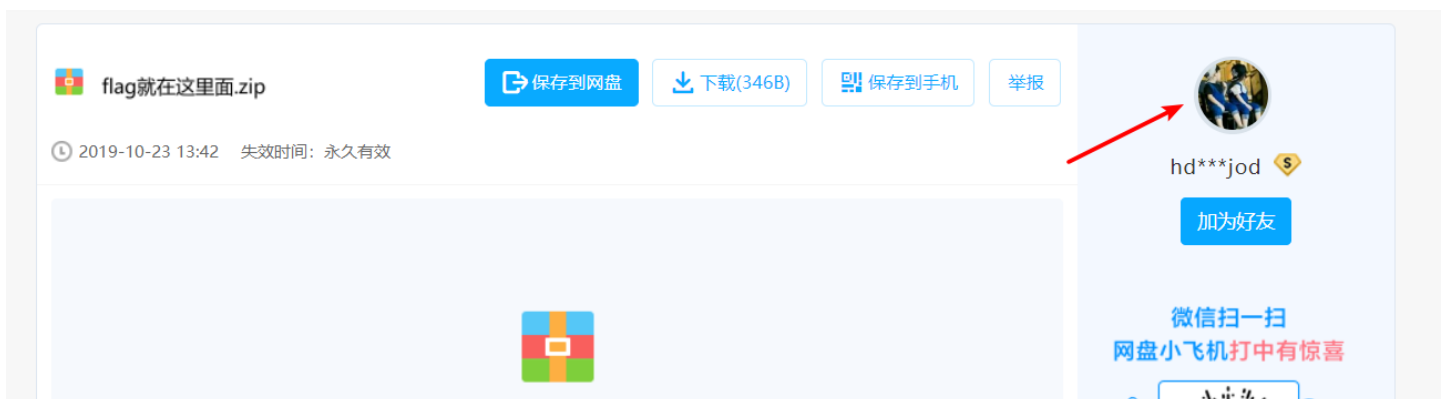 flag就在这里面.zip
保存到网盘
下载(346B)
保存到手机
举报
2019-10-23 13:42 失效时间：永久有效
hd***jod
加为好友
微信扫一扫
网盘小飞机打中有惊喜